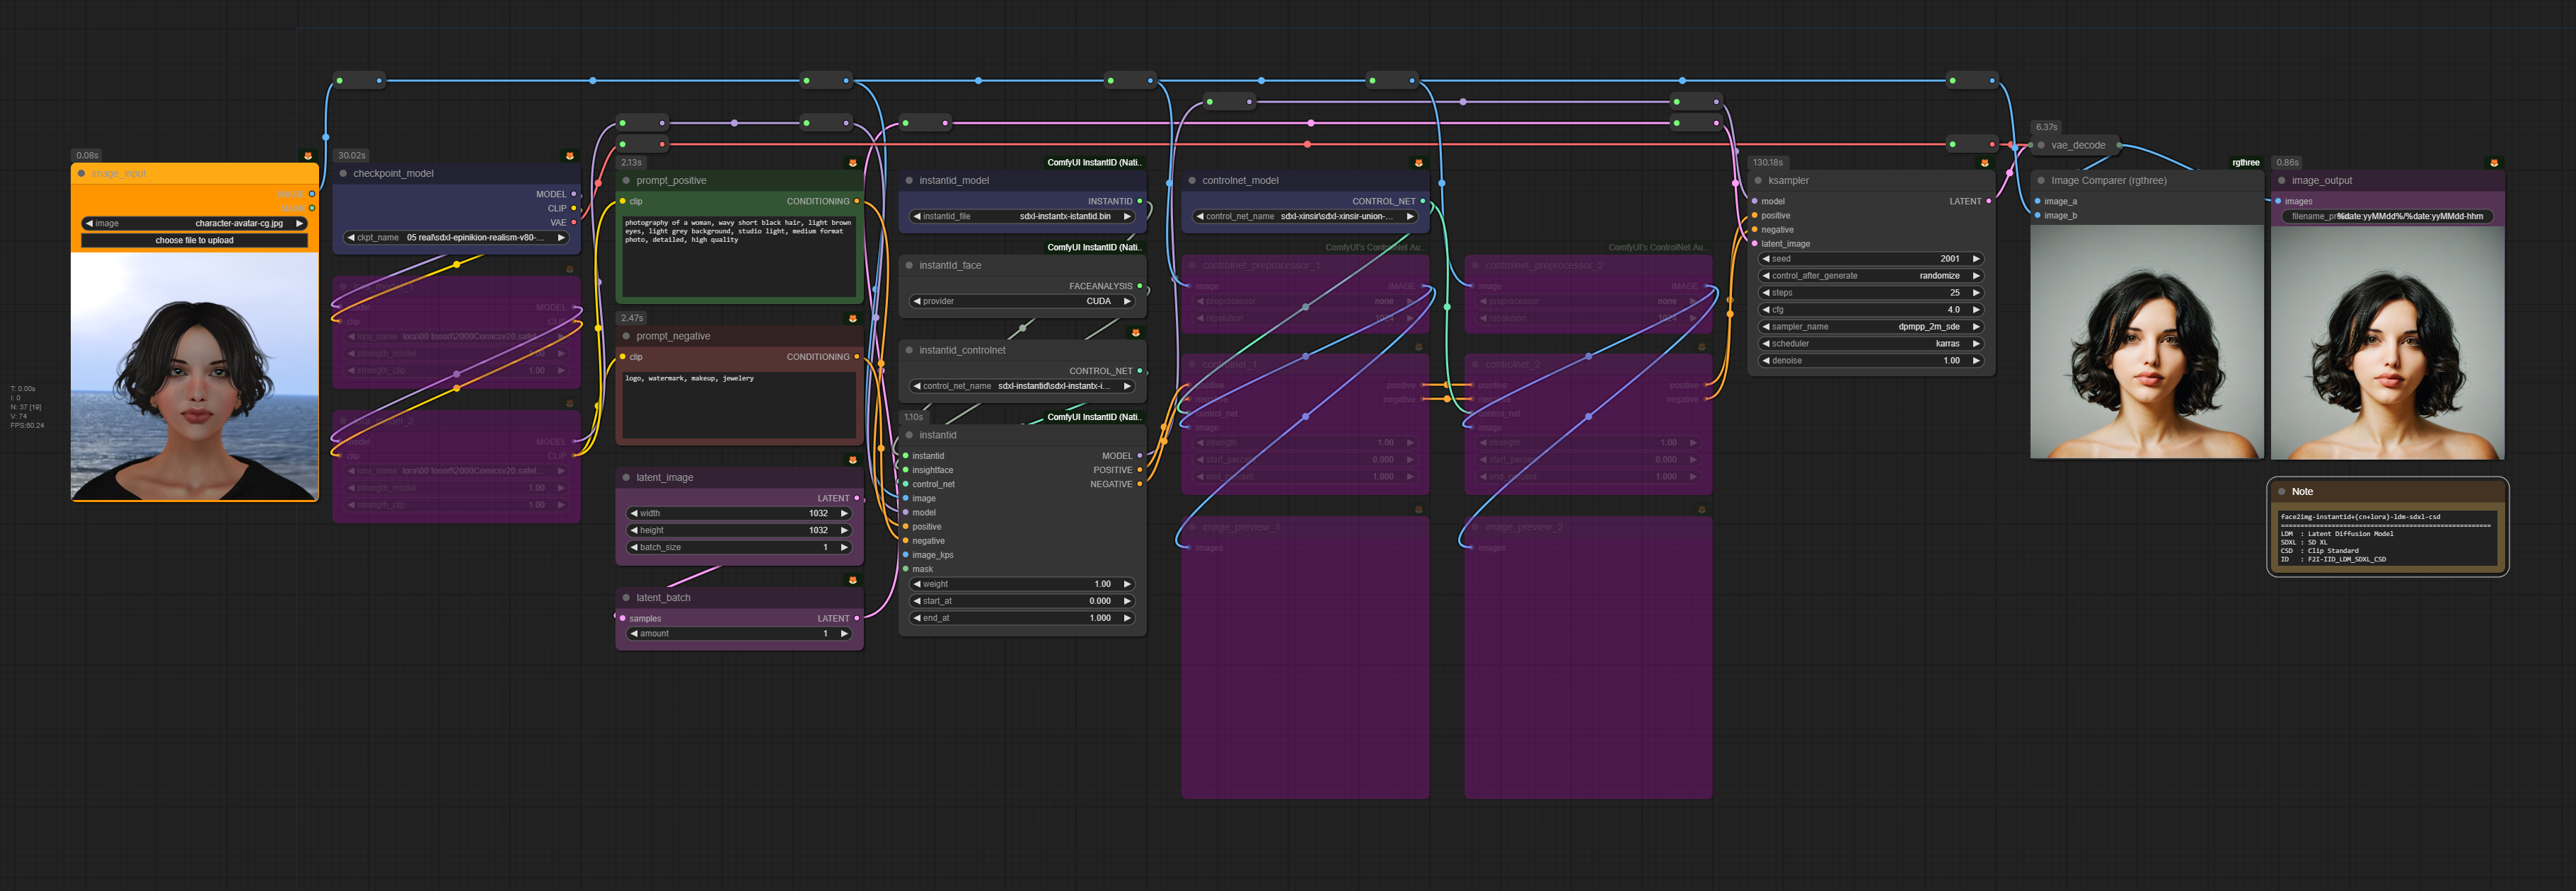 0.08s
image_input
IMAGE
MASK
image character-avatar-cg.jpg
choose file to upload
T: 0.00s
I: 0
N: 37 [19]
V: 74
FPS:60.24
30.02s
checkpoint_model
MODEL
CLIP
VAE
ckpt_name 05 real\sdxl-epinikion-realism-v80-...
model MODEL
clip CLIP
lora_name
strength_model 1.00
strength_clip 1.00
model MODEL
clip CLIP
lora_name
strength_model 1.00
strength_clip 1.00
2.13s
prompt_positive
clip CONDITIONING
photography of a woman, wavy short black hair, light brown
eyes, light grey background, studio light, medium format
photo, detailed, high quality
2.47s
prompt_negative
clip CONDITIONING
logo, watermark, makeup, jewelery
latent_image
LATENT
width 1032
height 1032
batch_size 1
latent_batch
samples LATENT
amount 1
ComfyUI InstantID (Nati..
instantid_model
INSTANTID
instantid_file sdxl-instantx-istantid.bin
ComfyUI InstantID (Nati..
instantId_face
FACEANALYSIS
provider CUDA
instantid_controlnet
CONTROL_NET
control_net_name sdxl-instantid\sdxl-instantx-i...
1.10s
ComfyUI InstantID (Nati..
instantid
instantid MODEL
insightface POSITIVE
control_net NEGATIVE
image
model
positive
negative
image_kps
mask
weight 1.00
start_at 0.000
end_at 1.000
controlnet_model
CONTROL_NET
control_net_name sdxl-xinsir\sdxl-xinsir-union-...
ComfyUI's ControlNet Au..
controlnet_preprocessor_1
image IMAGE
preprocessor none
resolution 1024
controlnet_1
positive positive
negative negative
control_net
image
strength 1.00
start_percent 0.000
end_percent 1.000
image_preview_1
images
ComfyUI's ControlNet Au..
controlnet_preprocessor_2
image IMAGE
preprocessor none
resolution 1024
controlnet_2
positive positive
negative negative
control_net
image
strength 1.00
start_percent 0.000
end_percent 1.000
image_preview_2
images
130.18s
ksampler
model LATENT
positive
negative
latent_image
seed 2001
control_after_generate randomize
steps 25
cfg 4.0
sampler_name dpmpp_2m_sde
scheduler karras
denoise 1.00
6.37s
vae_decode
rgthree
Image Comparer (rgthree)
image_a
image_b
0.86s
image_output
images
%date:yyMMdd%/%date:yyMMdd-hhm
Note
face2img-instantid+(cn+lora)-ldm-sdxl-csd
LDM : Latent Diffusion Model
SDXL : SD XL
CSD : Clip Standard
ID : F2I-IID_LDM_SDXL_CSD